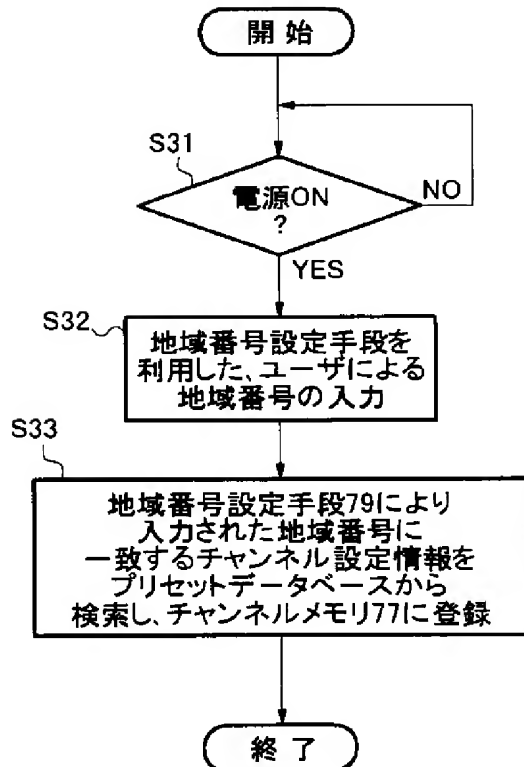 開始
S31
電源ON
?
NO
YES
S32
地域番号設定手段を
利用した、ユーザによる
地域番号の入力
S33
地域番号設定手段79により
入力された地域番号に
一致するチャンネル設定情報を
プリセットデータベースから
検索し、チャンネルメモリ77に登録
終了